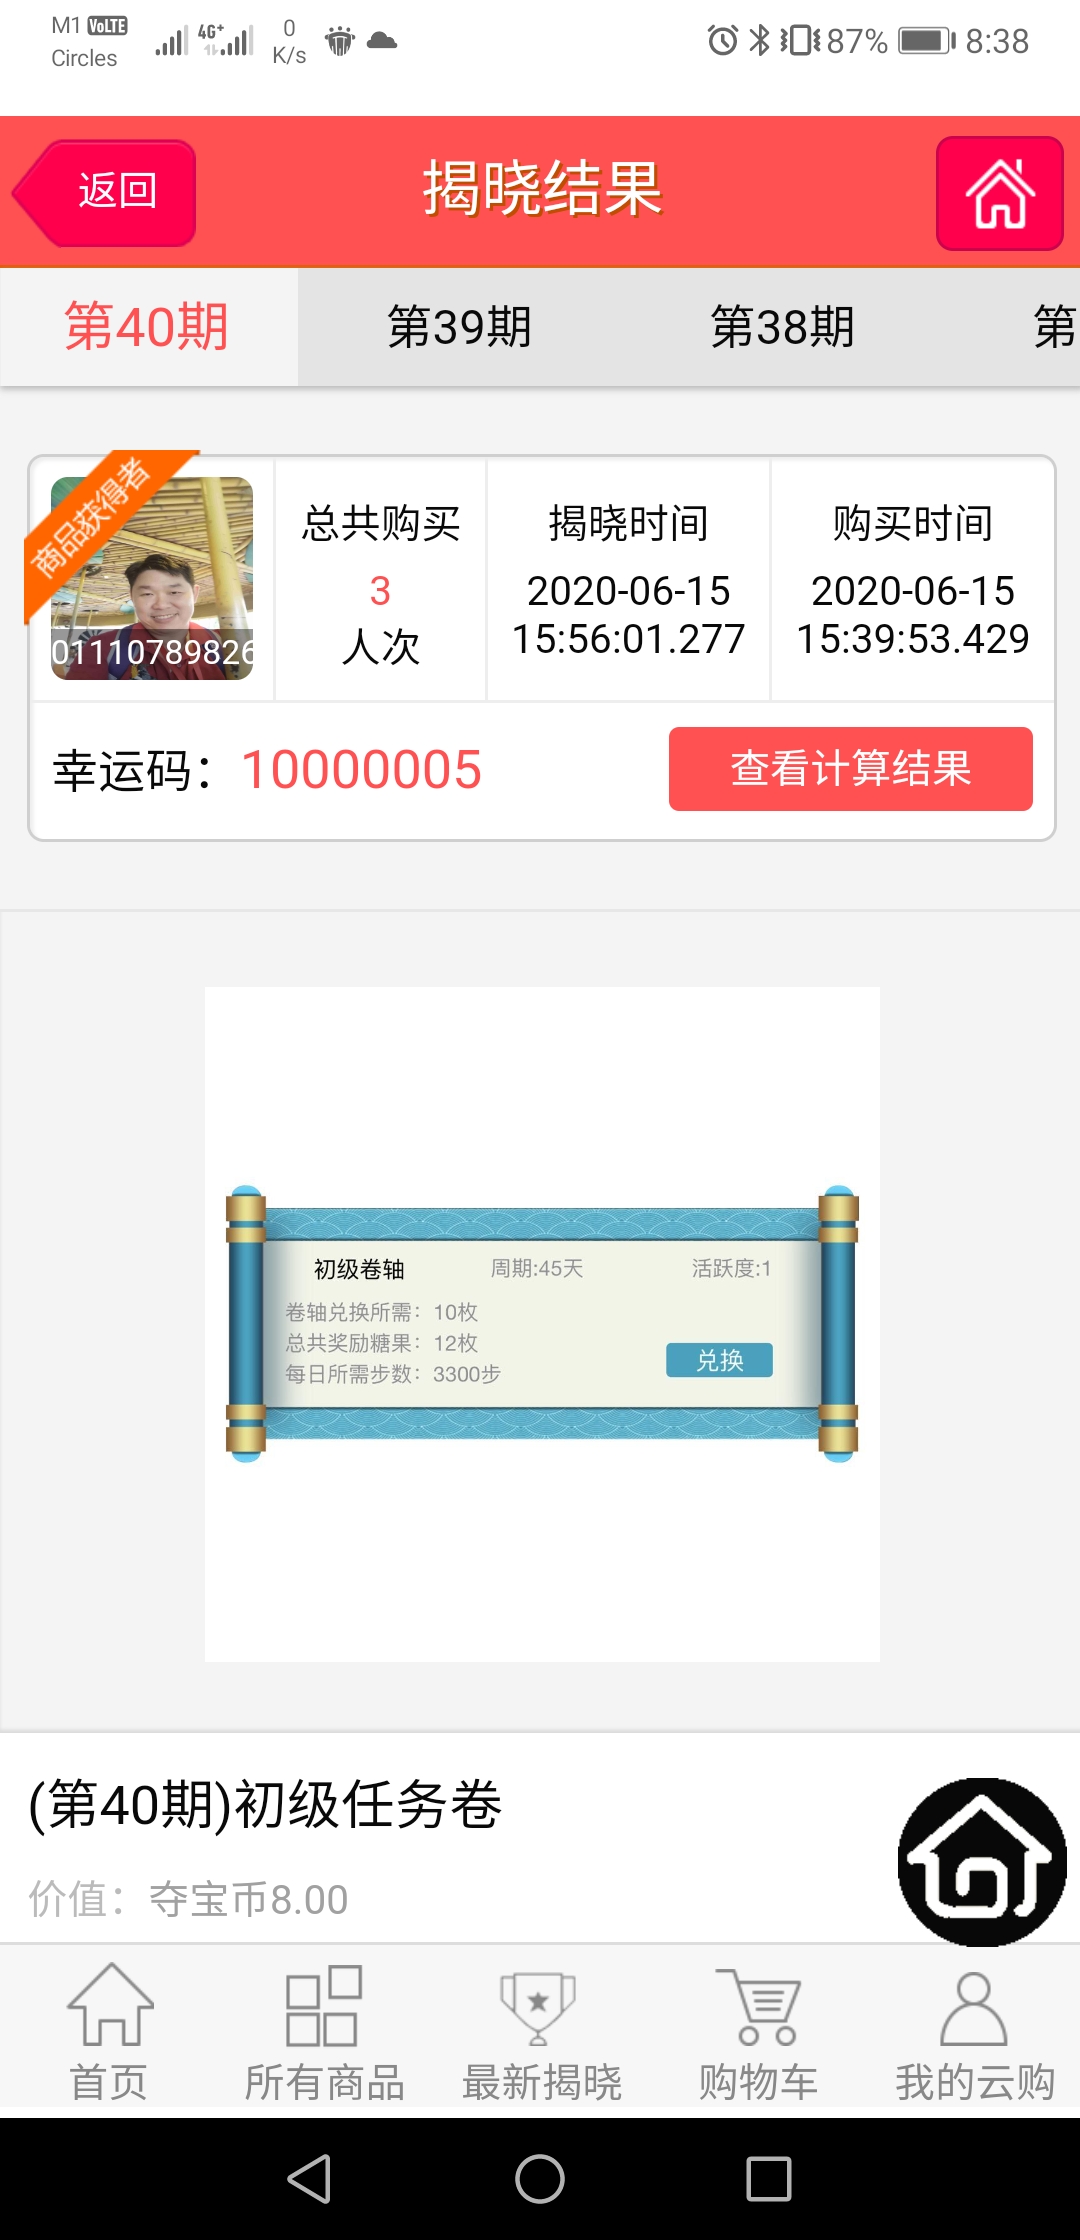 M1 VoLTE
Circles
4G+
0
K/s
87%
8:38
返回
揭晓结果
第40期
第39期
第38期
第
商品获得者
01110789826
总共购买
3
人次
揭晓时间
2020-06-15
15:56:01.277
购买时间
2020-06-15
15:39:53.429
幸运码：10000005
查看计算结果
初级卷轴 周期:45天 活跃度:1
卷轴兑换所需：10枚
总共奖励糖果：12枚
每日所需步数：3300步
兑换
(第40期)初级任务卷
价值：夺宝币8.00
首页
所有商品
最新揭晓
购物车
我的云购